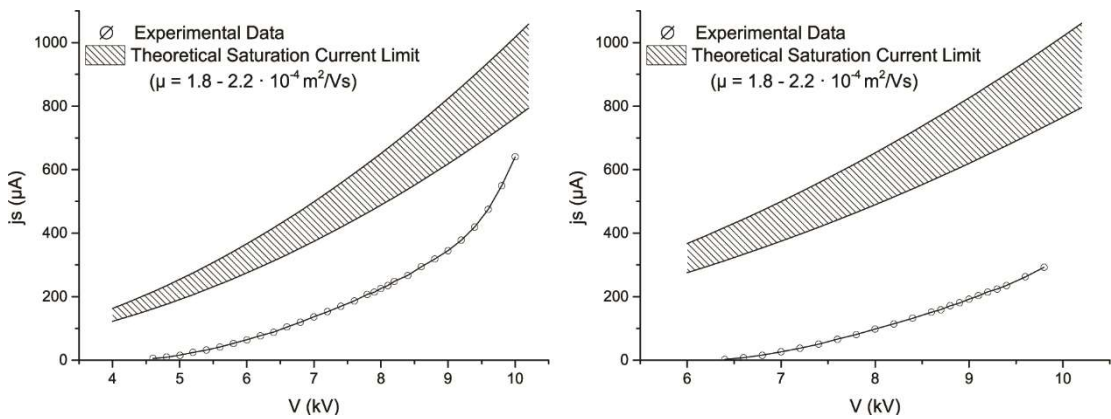 Experimental Data
Theoretical Saturation Current Limit
(μ = 1.8 - 2.2 · 10⁻⁴ m²/Vs)
1000
800
600
400
200
0
js (μA)
4 5 6 7 8 9 10
V (kV)
Experimental Data
Theoretical Saturation Current Limit
(μ = 1.8 - 2.2 · 10⁻⁴ m²/Vs)
1000
800
600
400
200
0
js (μA)
6 7 8 9 10
V (kV)